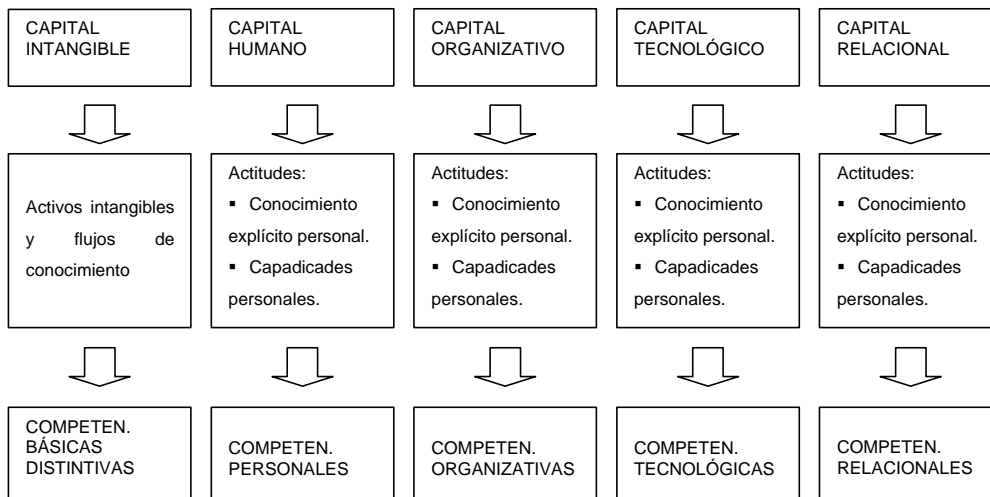 CAPITAL
INTANGIBLE
CAPITAL
HUMANO
CAPITAL
ORGANIZATIVO
CAPITAL
TECNOLÓGICO
CAPITAL
RELACIONAL
Activos intangibles
y flujos de
conocimiento
Actitudes:
▪ Conocimiento
explícito personal.
▪ Capadicades
personales.
Actitudes:
▪ Conocimiento
explícito personal.
▪ Capadicades
personales.
Actitudes:
▪ Conocimiento
explícito personal.
▪ Capadicades
personales.
Actitudes:
▪ Conocimiento
explícito personal.
▪ Capadicades
personales.
COMPETEN.
BÁSICAS
DISTINTIVAS
COMPETEN.
PERSONALES
COMPETEN.
ORGANIZATIVAS
COMPETEN.
TECNOLÓGICAS
COMPETEN.
RELACIONALES